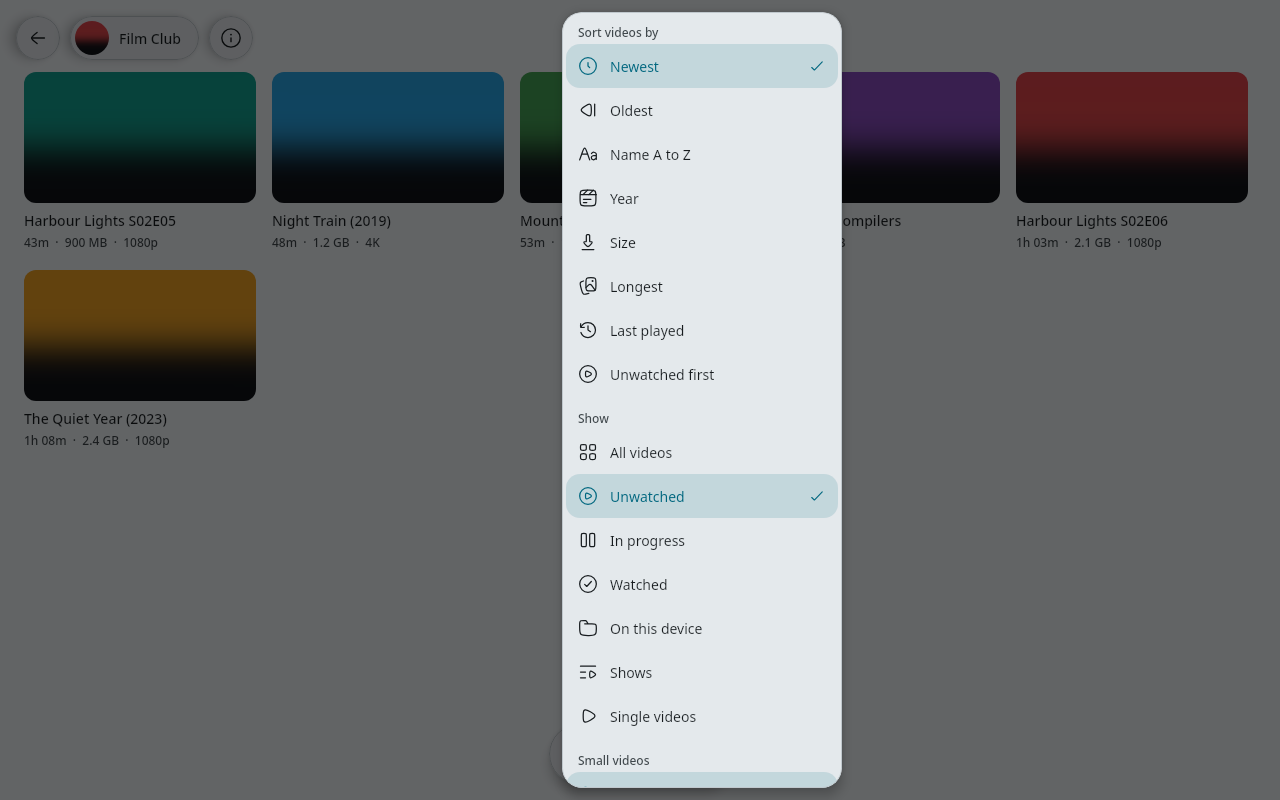 Film Club
Sort videos by
Newest
Oldest
Name A to Z
Year
Size
Longest
Last played
Unwatched first
Show
All videos
Unwatched
In progress
Watched
On this device
Shows
Single videos
Small videos
Harbour Lights S02E05
43m · 900 MB · 1080p
Night Train (2019)
48m · 1.2 GB · 4K
53m ·
Harbour Lights S02E06
1h 03m · 2.1 GB · 1080p
The Quiet Year (2023)
1h 08m · 2.4 GB · 1080p